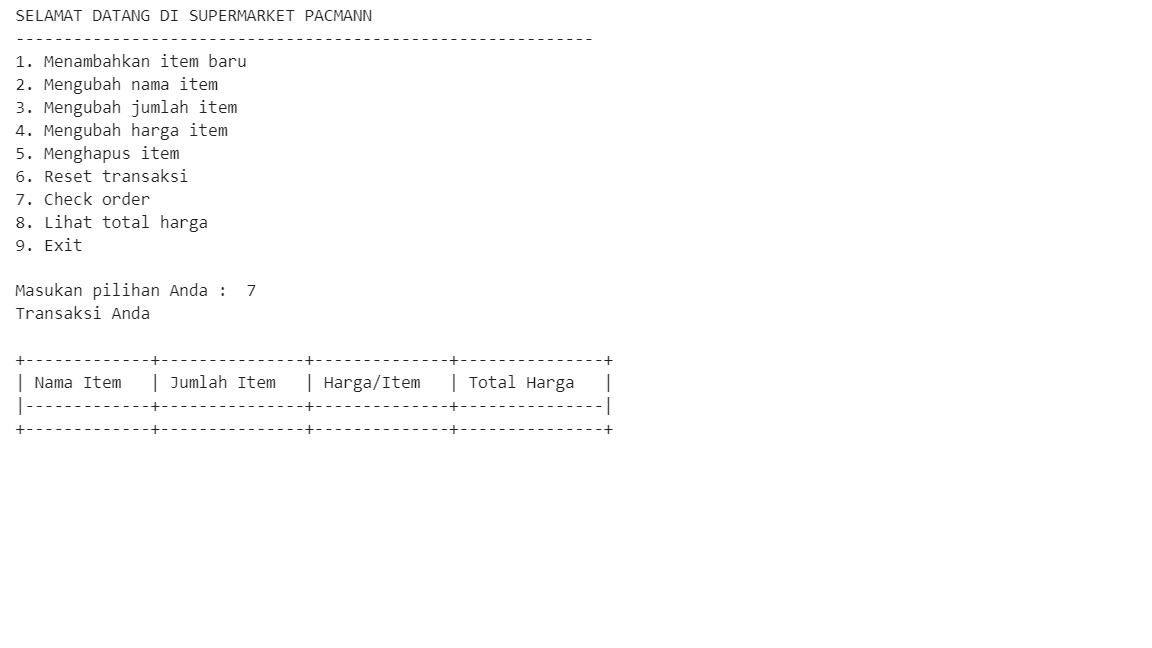 SELAMAT DATANG DI SUPERMARKET PACMANN
------------------------------------------------------------
1. Menambahkan item baru
2. Mengubah nama item
3. Mengubah jumlah item
4. Mengubah harga item
5. Menghapus item
6. Reset transaksi
7. Check order
8. Lihat total harga
9. Exit
Masukan pilihan Anda :  7
Transaksi Anda
+-------------+---------------+--------------+---------------+
| Nama Item   | Jumlah Item   | Harga/Item   | Total Harga   |
|-------------+---------------+--------------+---------------|
+-------------+---------------+--------------+---------------+